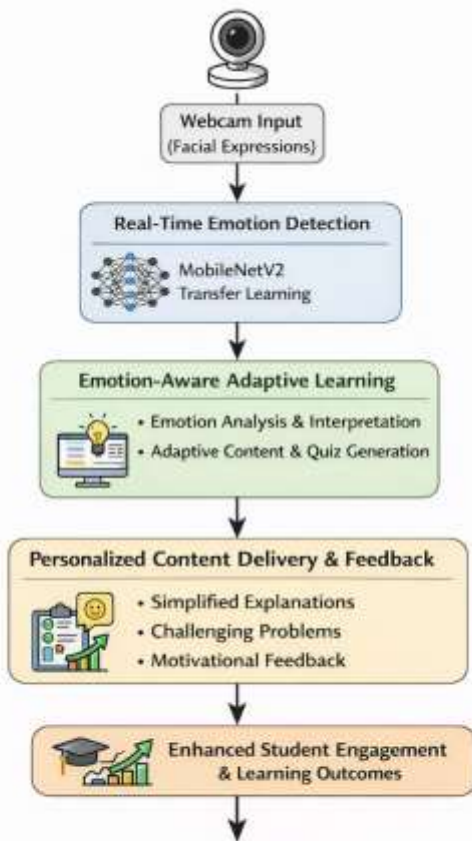 Webcam Input
(Facial Expressions)
Real-Time Emotion Detection
MobileNetV2
Transfer Learning
Emotion-Aware Adaptive Learning
• Emotion Analysis & Interpretation
• Adaptive Content & Quiz Generation
Personalized Content Delivery & Feedback
• Simplified Explanations
• Challenging Problems
• Motivational Feedback
Enhanced Student Engagement
& Learning Outcomes